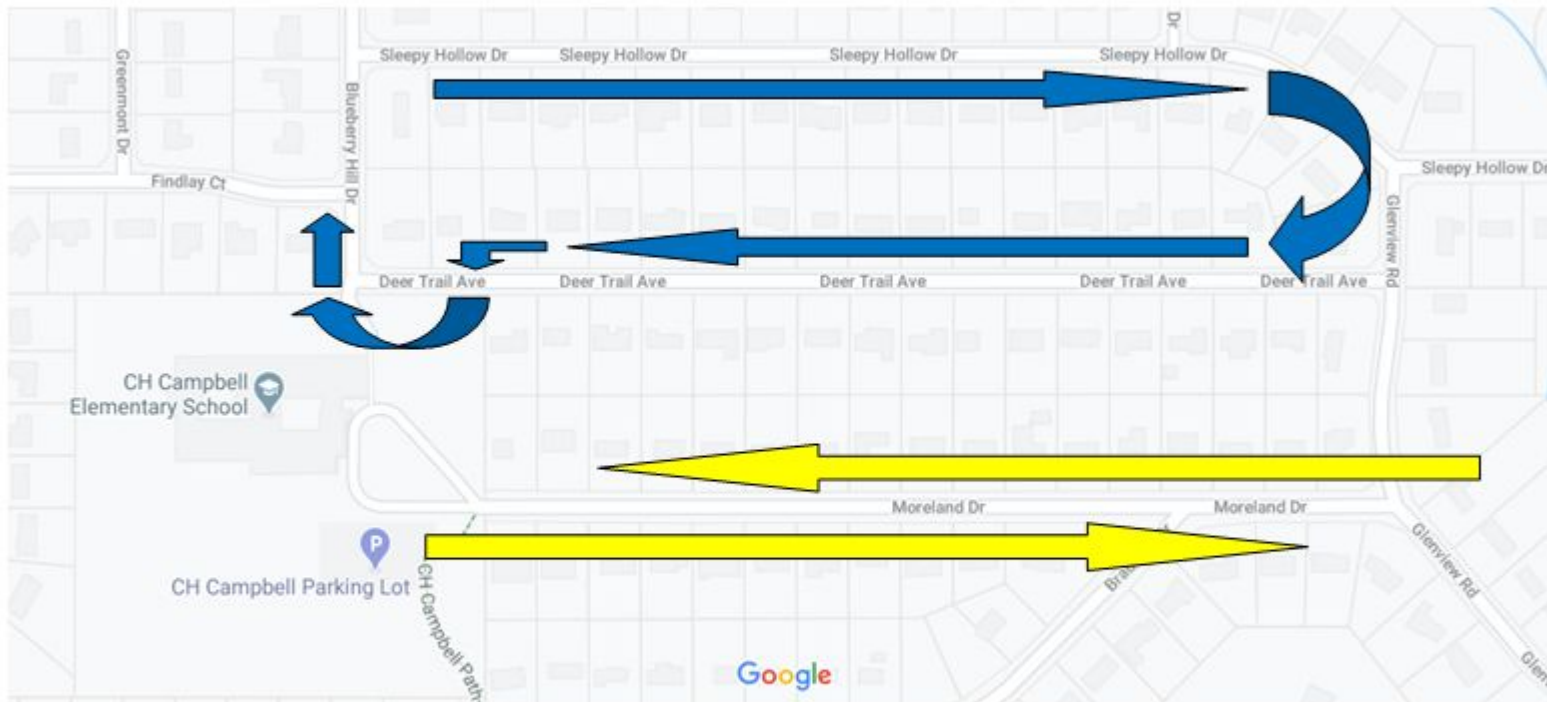 Dr
Sleepy Hollow Dr
Sleepy Hollow Dr
Sleepy Hollow Dr
Sleepy Hollow Dr
Greenmont Dr
Blueberry Hill Dr
Findlay Ct
Sleepy Hollow Dr
Glenview Rd
Deer Trail Ave
Deer Trail Ave
Deer Trail Ave
Deer Trail Ave
Deer Trail Ave
CH Campbell
Elementary School
Moreland Dr
Moreland Dr
P
CH Campbell Parking Lot
CH Campbell Path
Glenview Rd
Google